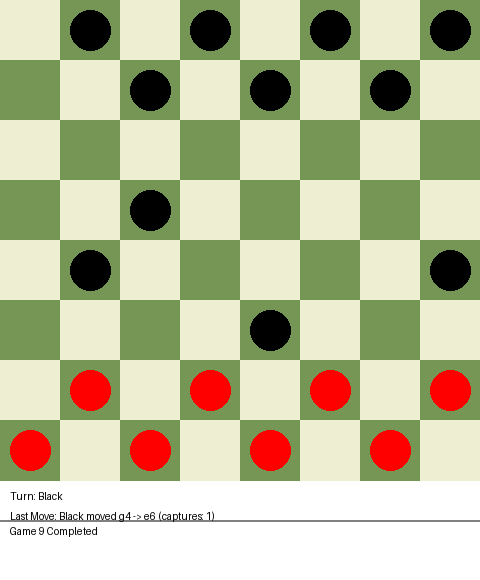 Turn: Black
Last Move: Black moved g4 -> e6 (captures: 1)
Game 9 Completed